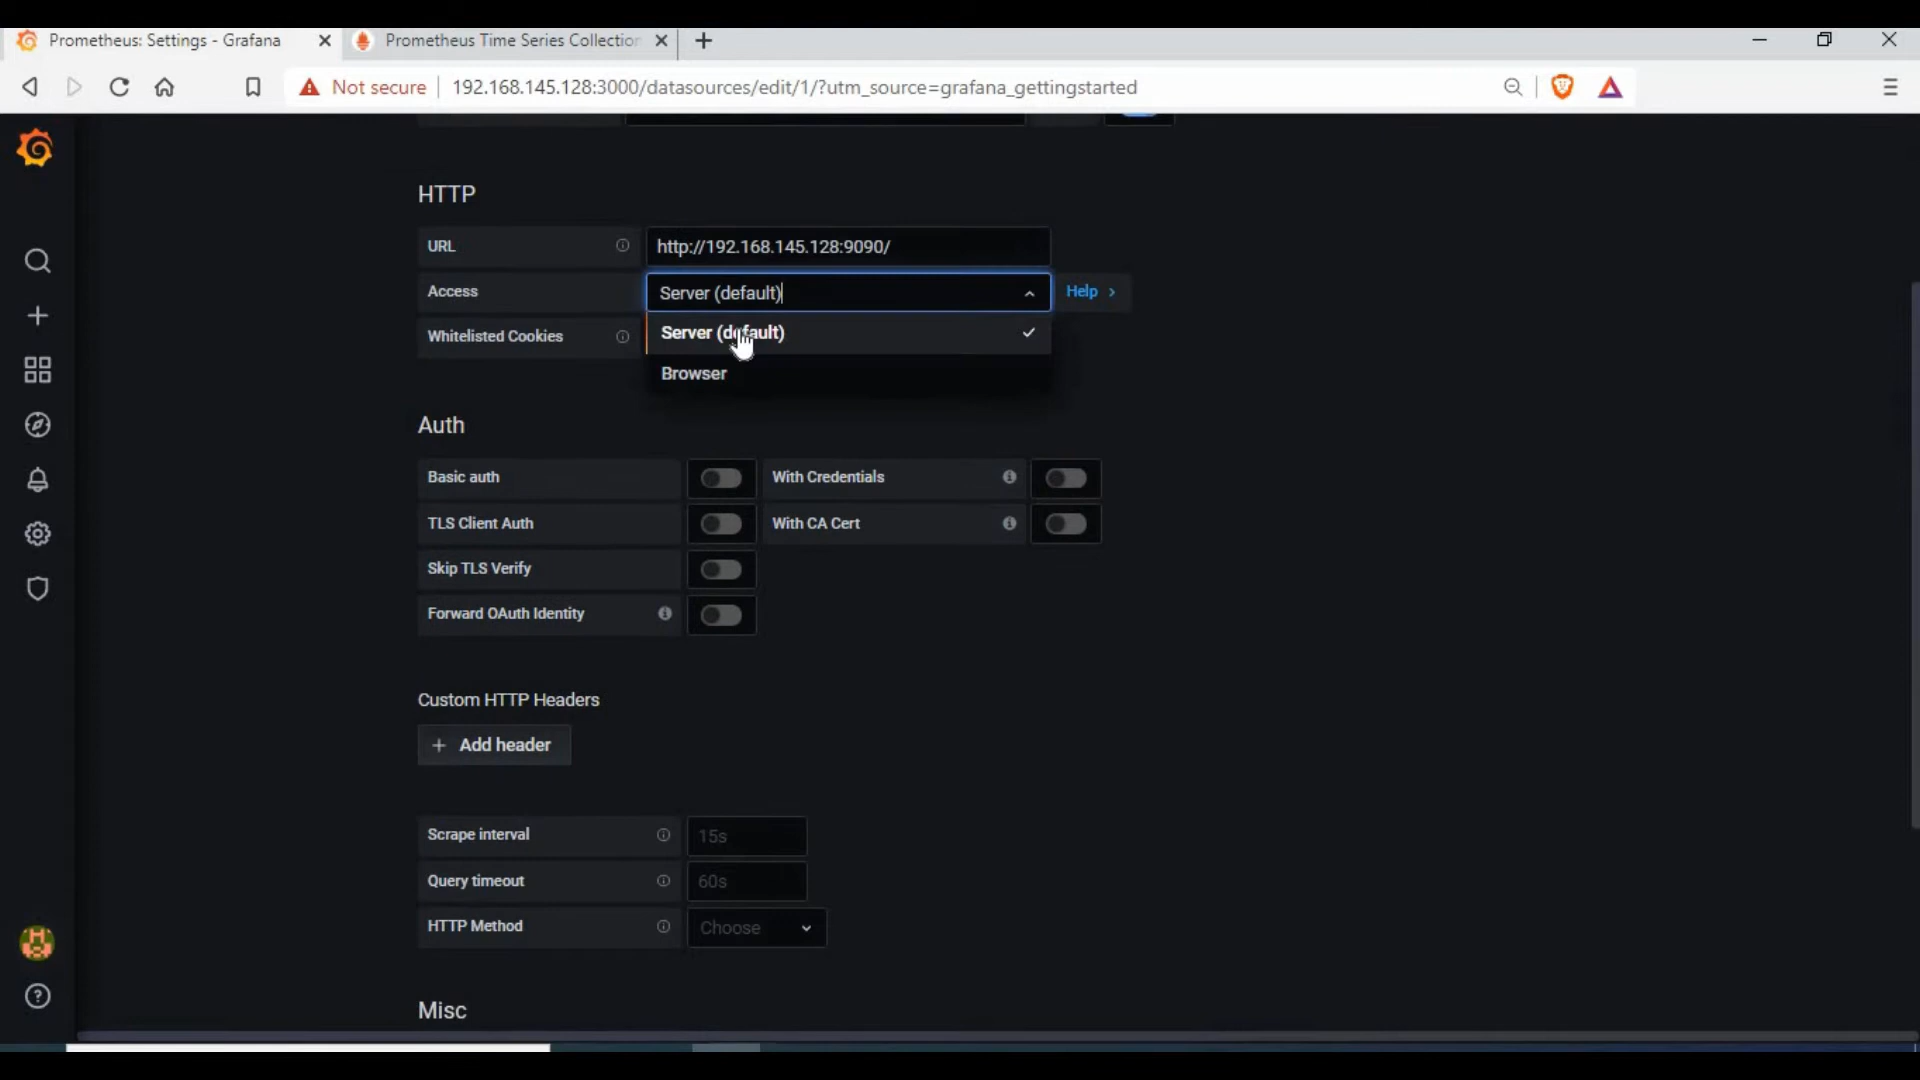 Prometheus: Settings - Grafana
Prometheus Time Series Collection
Not secure
192.168.145.128:3000/datasources/edit/1/?utm_source=grafana_gettingstarted
HTTP
URL
http://192.168.145.128:9090/
Access
Server (default)
Help
Whitelisted Cookies
Server (default)
Browser
Auth
Basic auth
With Credentials
TLS Client Auth
With CA Cert
Skip TLS Verify
Forward OAuth Identity
Custom HTTP Headers
+ Add header
Scrape interval
15s
Query timeout
60s
HTTP Method
Choose
Misc